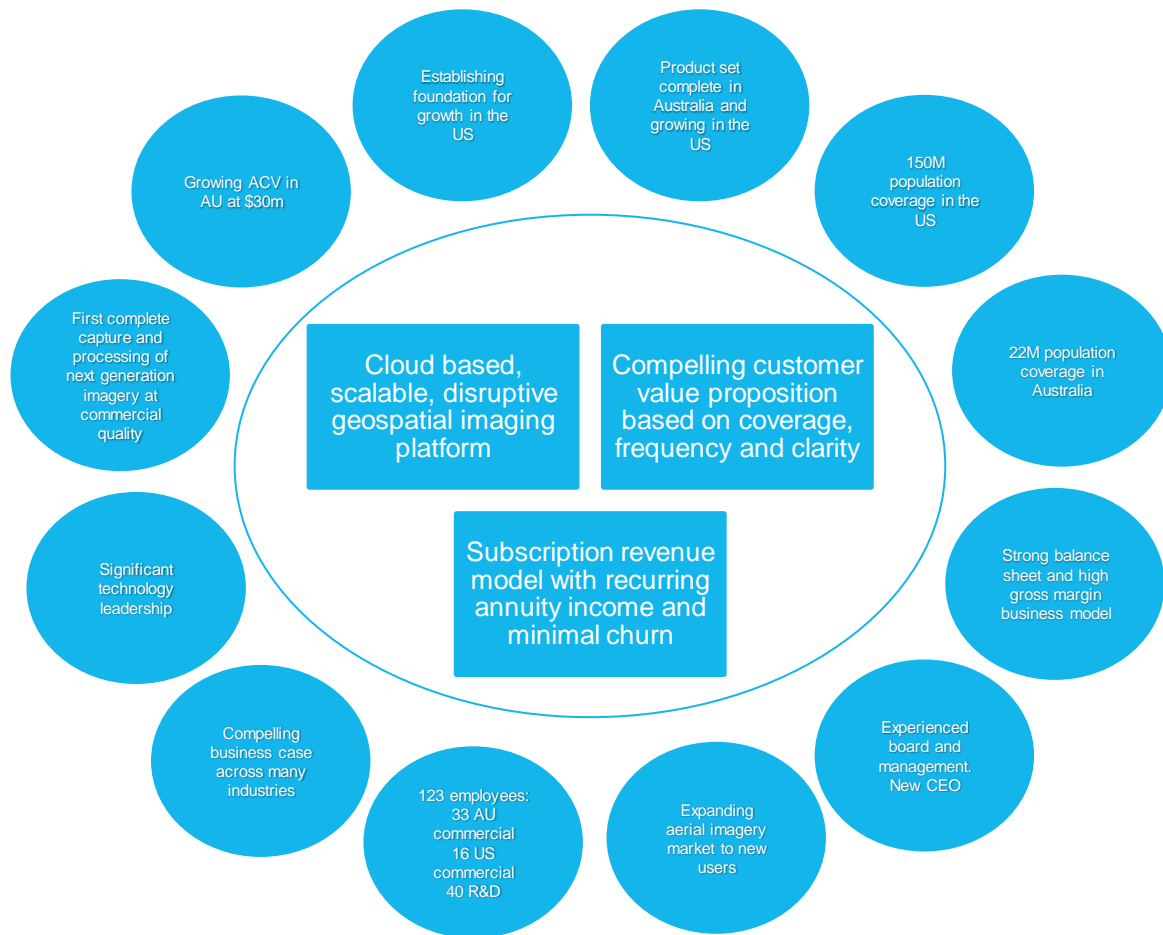 Establishing
foundation for
growth in the
US
Product set
complete in
Australia and
growing in the
US
Growing ACV in
AU at $30m
150M
population
coverage in the
US
First complete
capture and
processing of
next generation
imagery at
commercial
quality
22M population
coverage in
Australia
Cloud based,
scalable, disruptive
geospatial imaging
platform
Compelling customer
value proposition
based on coverage,
frequency and clarity
Subscription revenue
model with recurring
annuity income and
minimal churn
Significant
technology
leadership
Strong balance
sheet and high
gross margin
business model
Compelling
business case
across many
industries
Experienced
board and
management.
New CEO
123 employees:
33 AU
commercial
16 US
commercial
40 R&D
Expanding
aerial imagery
market to new
users